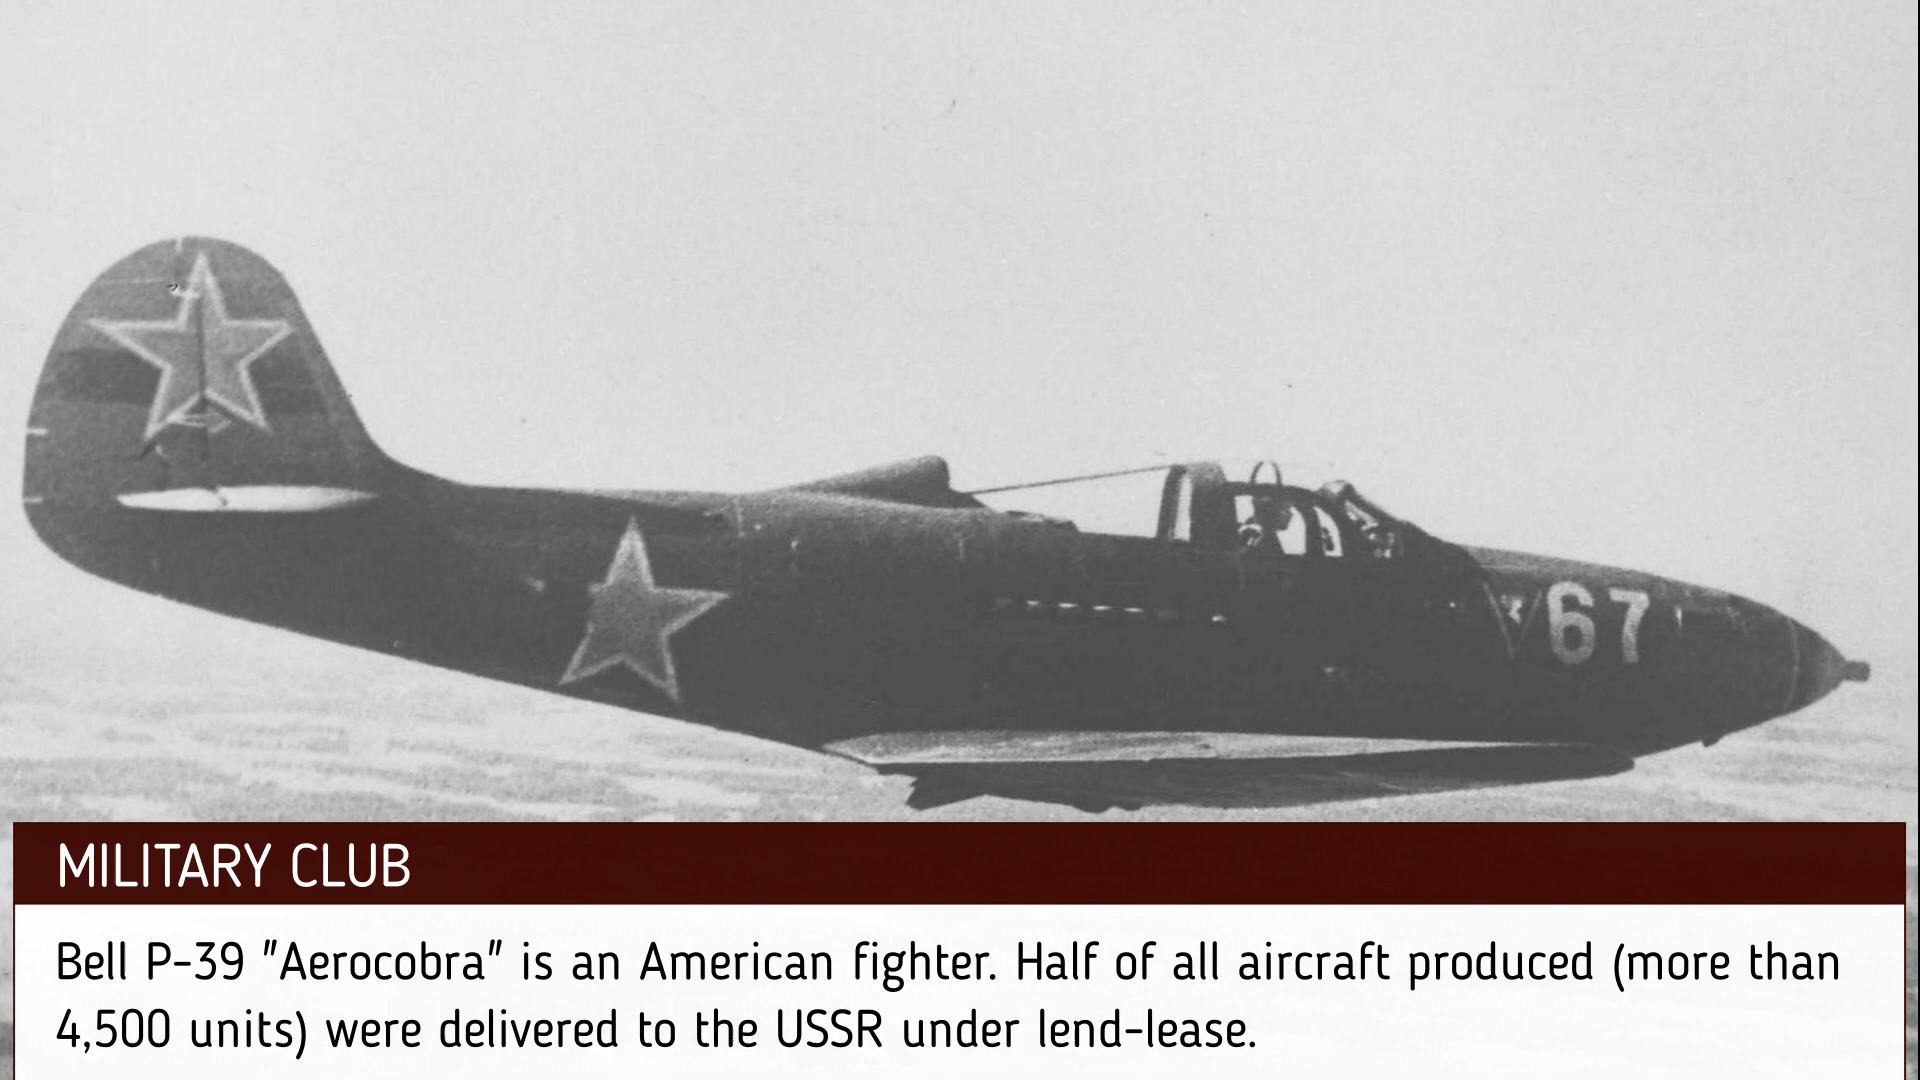 67
MILITARY CLUB
Bell P-39 "Aerocobra" is an American fighter. Half of all aircraft produced (more than
4,500 units) were delivered to the USSR under lend-lease.